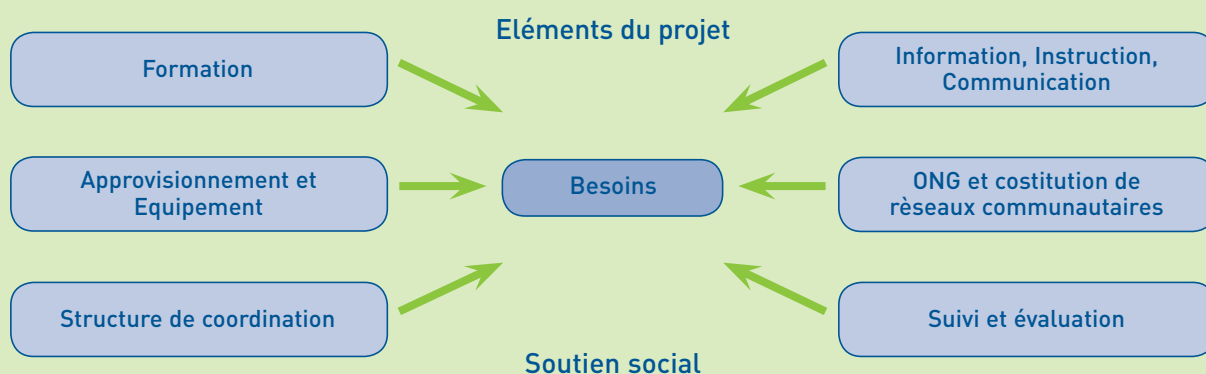 Eléments du projet
Formation
Information, Instruction,
Communication
Approvisionnement et
Equipement
Besoins
ONG et costitution de
rèseaux communautaires
Structure de coordination
Suivi et évaluation
Soutien social